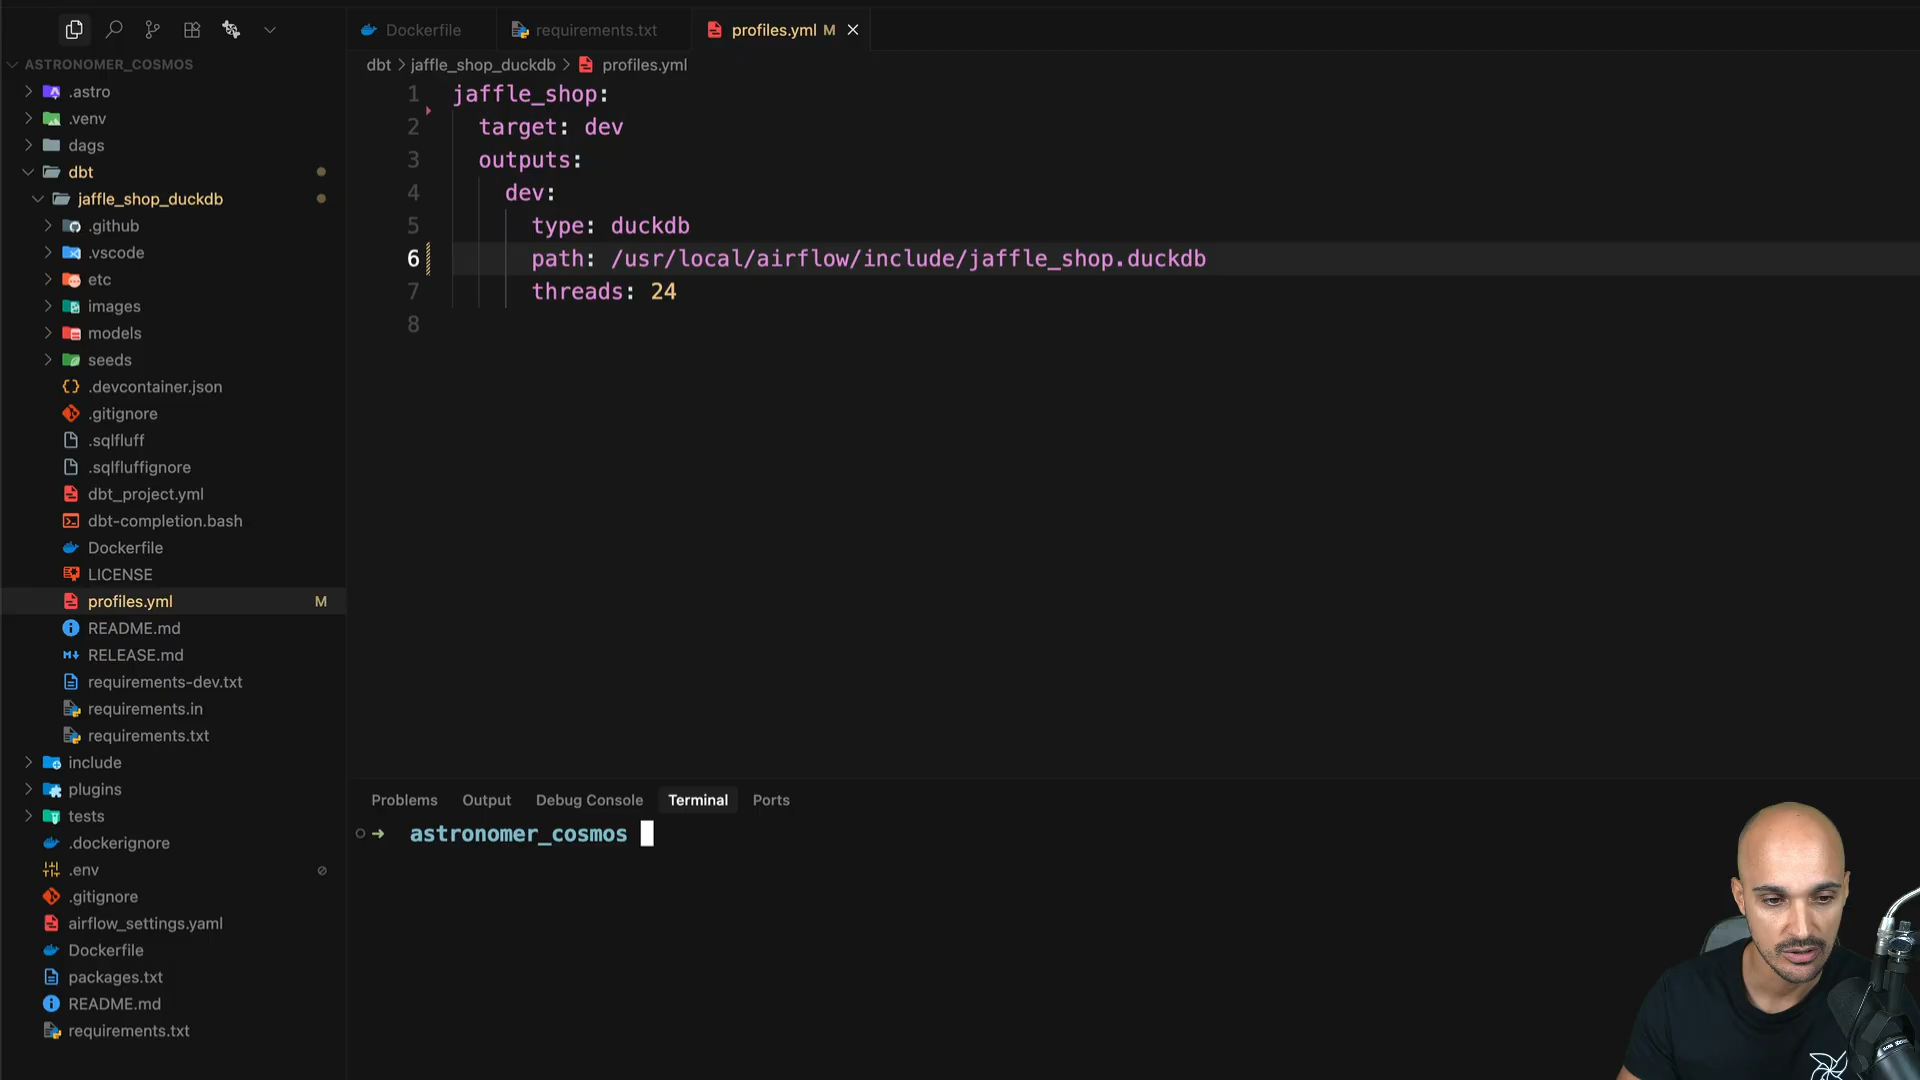 Dockerfile
requirements.txt
profiles.yml M
ASTRONOMER_COSMOS
.astro
.venv
dags
dbt
jaffle_shop_duckdb
.github
.vscode
etc
images
models
seeds
.devcontainer.json
.gitignore
.sqlfluff
.sqlfluffignore
dbt_project.yml
dbt-completion.bash
Dockerfile
LICENSE
profiles.yml M
README.md
RELEASE.md
requirements-dev.txt
requirements.in
requirements.txt
include
plugins
tests
.dockerignore
.env
.gitignore
airflow_settings.yaml
Dockerfile
packages.txt
README.md
requirements.txt
dbt > jaffle_shop_duckdb > profiles.yml
1 jaffle_shop:
2 target: dev
3 outputs:
4 dev:
5 type: duckdb
6 path: /usr/local/airflow/include/jaffle_shop.duckdb
7 threads: 24
8
Problems Output Debug Console Terminal Ports
→ astronomer_cosmos